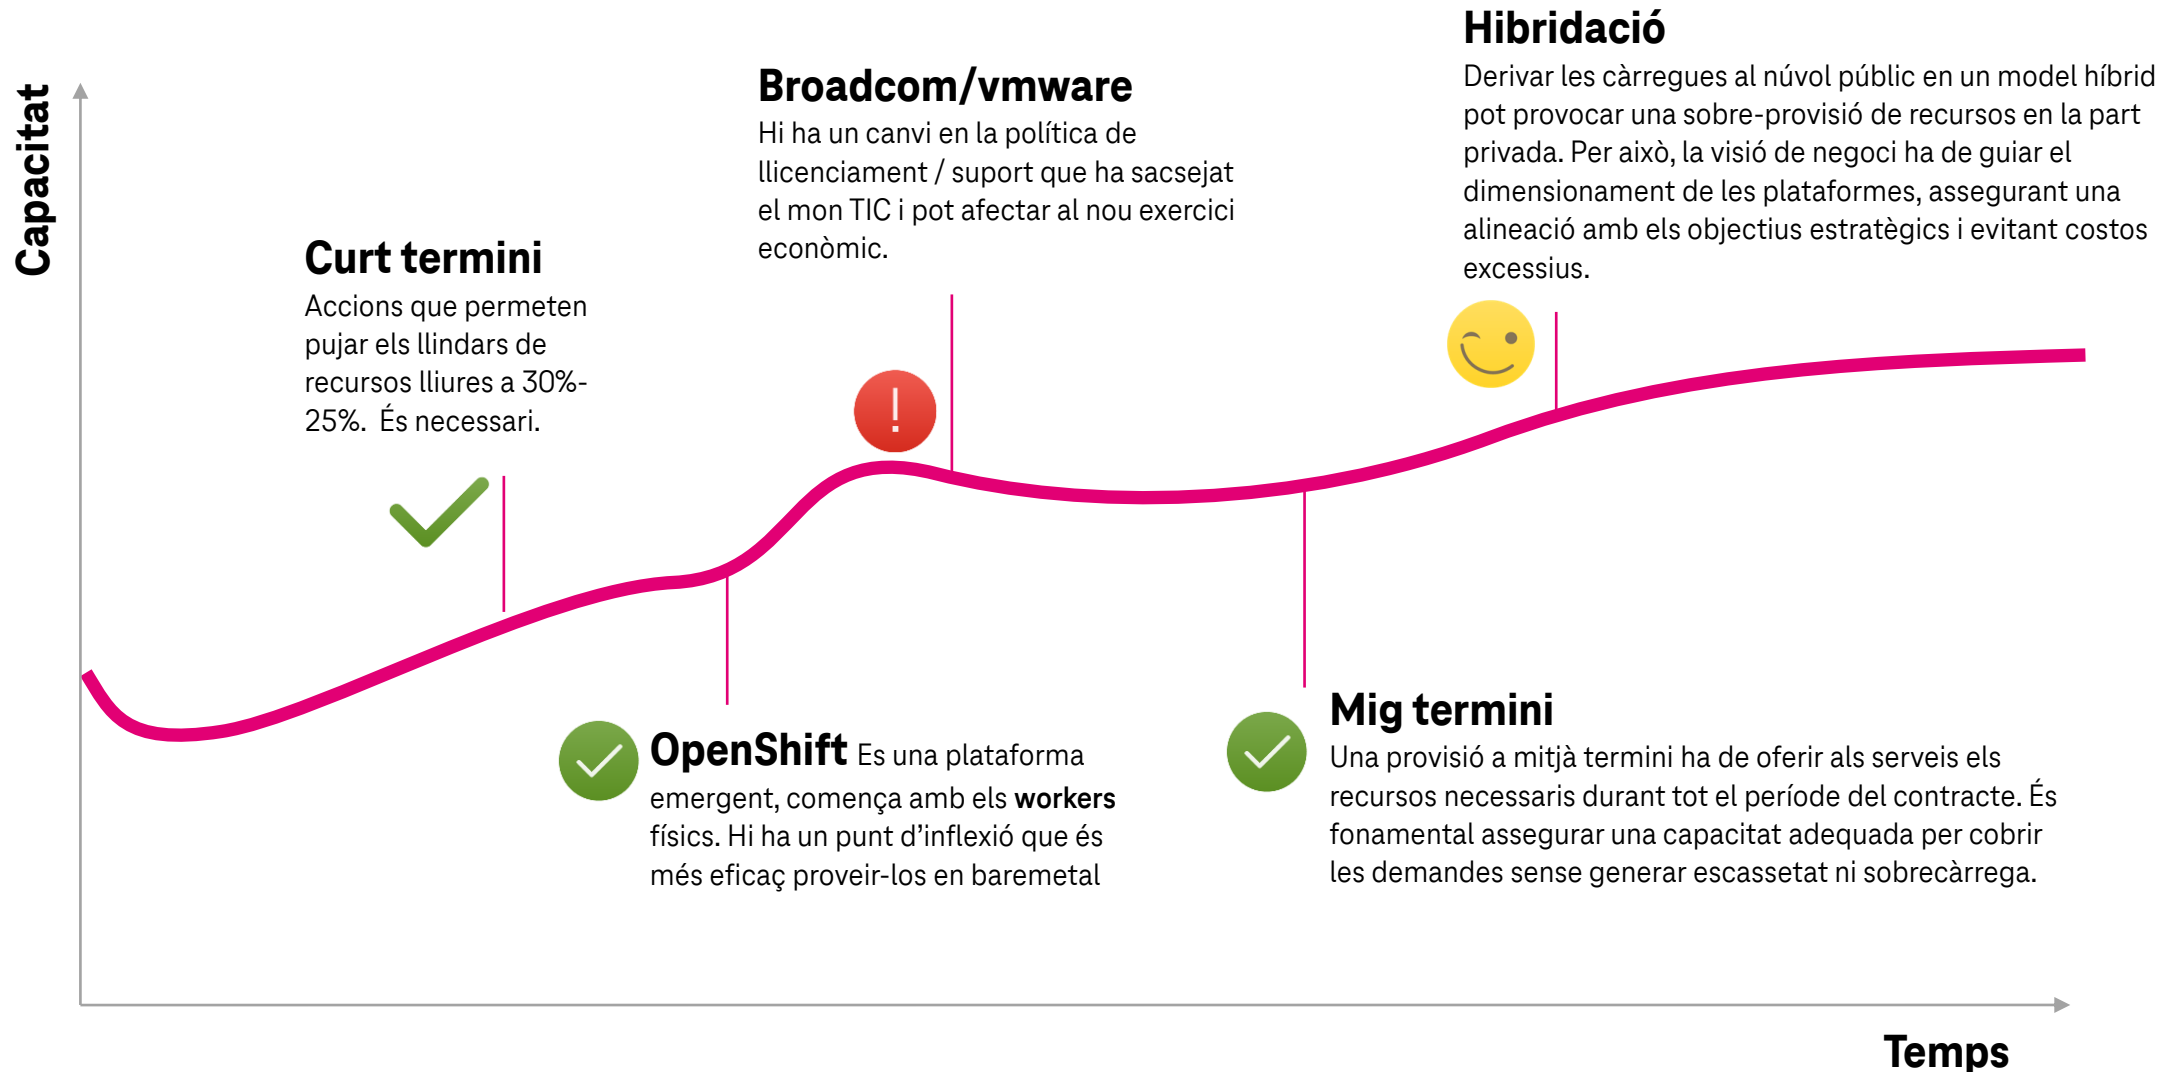 Capacitat
Curt termini
Accions que permeten
pujar els llindars de
recursos lliures a 30%-
25%.  És necessari.
Broadcom/vmware
Hi ha un canvi en la política de
llicenciament / suport que ha sacsejat
el mon TIC i pot afectar al nou exercici
econòmic.
Hibridació
Derivar les càrregues al núvol públic en un model híbrid
pot provocar una sobre-provisió de recursos en la part
privada. Per això, la visió de negoci ha de guiar el
dimensionament de les plataformes, assegurant una
alineació amb els objectius estratègics i evitant costos
excessius.
OpenShift Es una plataforma
emergent, comença amb els workers
físics. Hi ha un punt d’inflexió que és
més eficaç proveir-los en baremetal
Mig termini
Una provisió a mitjà termini ha de oferir als serveis els
recursos necessaris durant tot el període del contracte. És
fonamental assegurar una capacitat adequada per cobrir
les demandes sense generar escassetat ni sobrecàrrega.
Temps